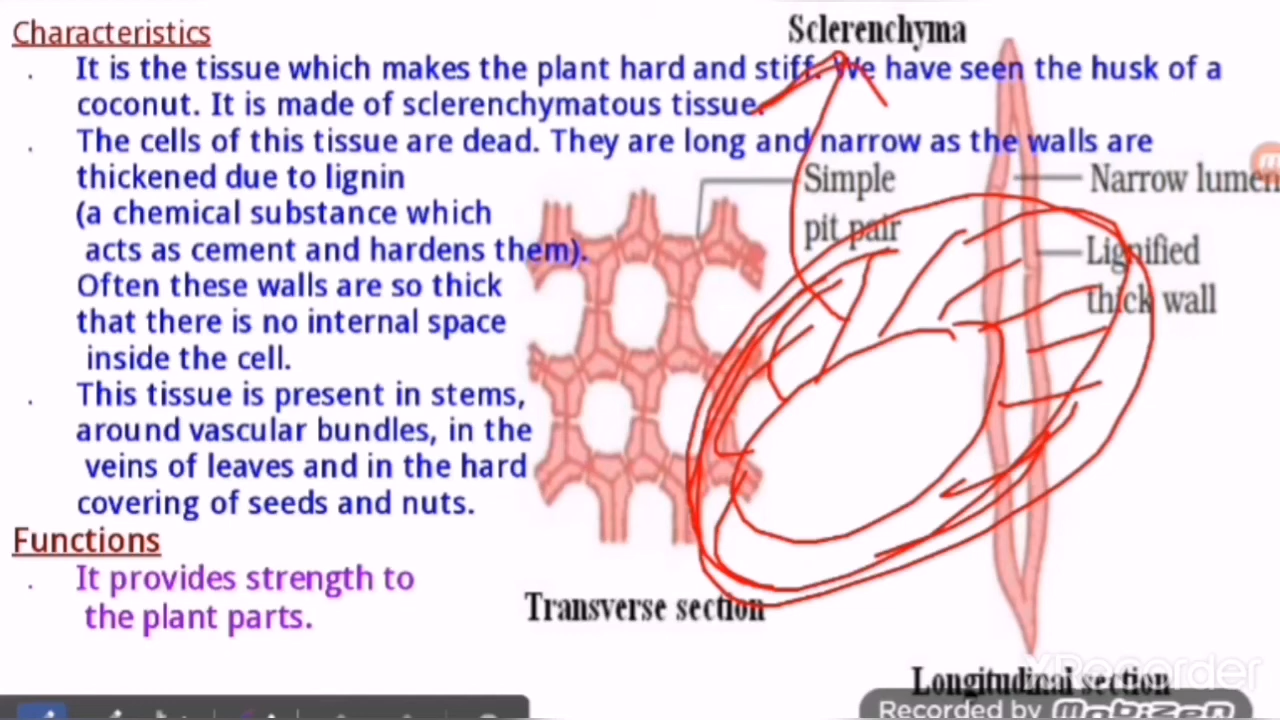 Sclerenchyma
Characteristics
. It is the tissue which makes the plant hard and stiff. We have seen the husk of a
coconut. It is made of sclerenchymatous tissue.
. The cells of this tissue are dead. They are long and narrow as the walls are
thickened due to lignin
(a chemical substance which
acts as cement and hardens them).
Often these walls are so thick
that there is no internal space
inside the cell.
. This tissue is present in stems,
around vascular bundles, in the
veins of leaves and in the hard
covering of seeds and nuts.
Functions
. It provides strength to
the plant parts.
Simple
pit pair
Narrow lumen
Lignified
thick wall
Transverse section
Longitudinal section
XRecorder
Recorded by mobizen